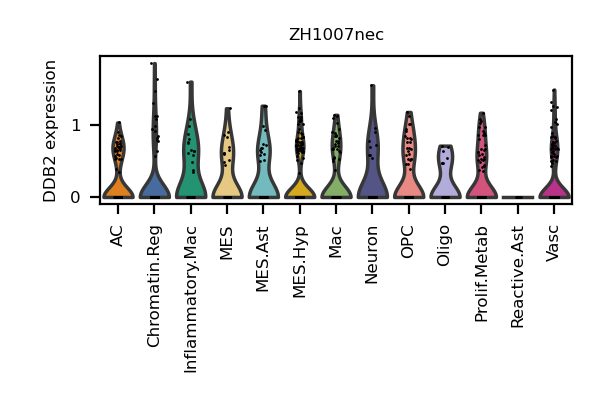 ZH1007nec
DDB2 expression
1
0
AC
Chromatin.Reg
Inflammatory.Mac
MES
MES.Ast
MES.Hyp
Mac
Neuron
OPC
Oligo
Prolif.Metab
Reactive.Ast
Vasc